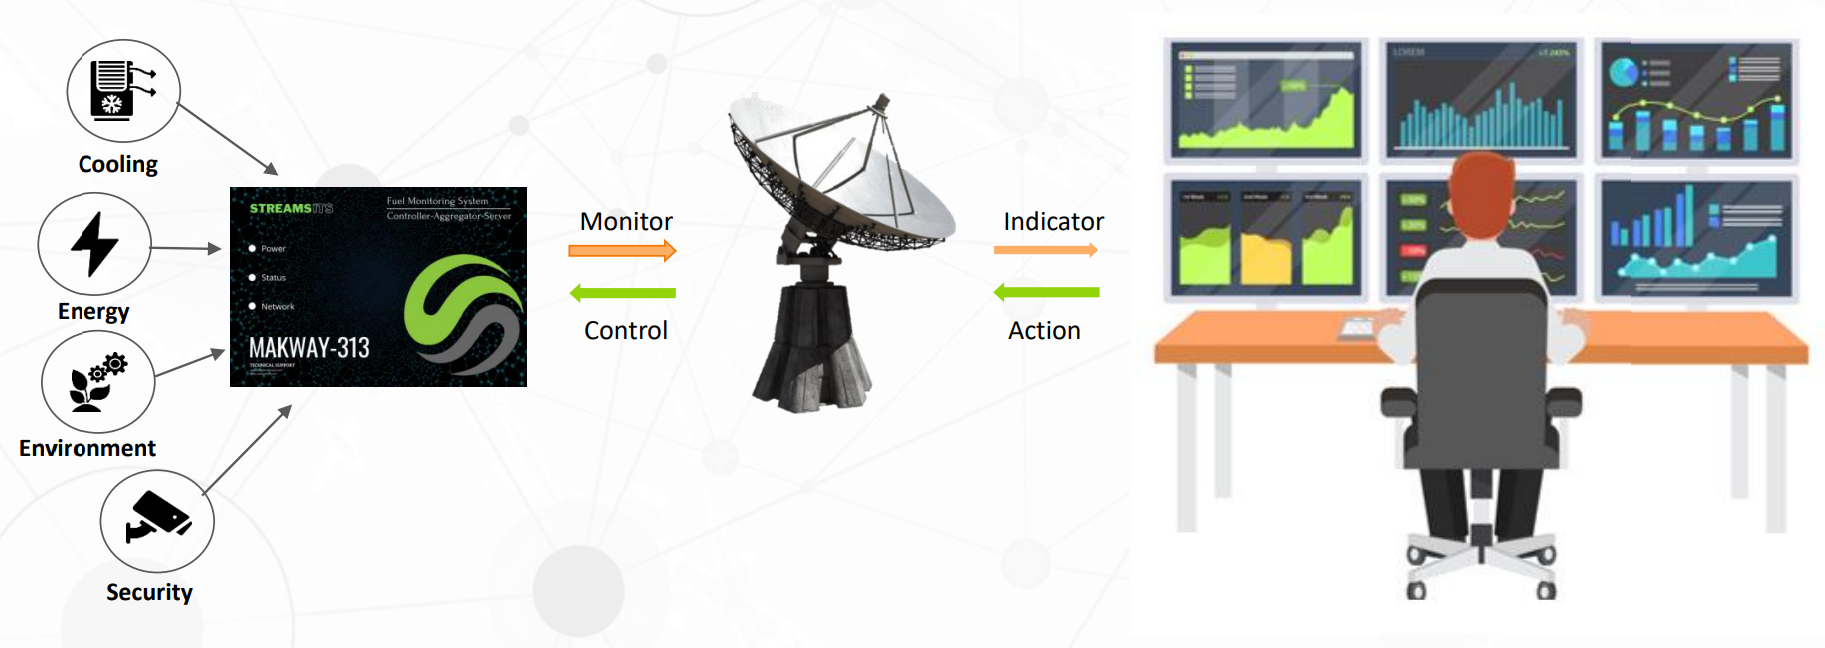 Cooling
Energy
Environment
Security
STREAMSITS
Fuel Monitoring System
Controller-Aggregator-Server
Power
Status
Network
MAKWAY-313
TECHNICAL SUPPORT
Monitor
Control
Indicator
Action
LOREM